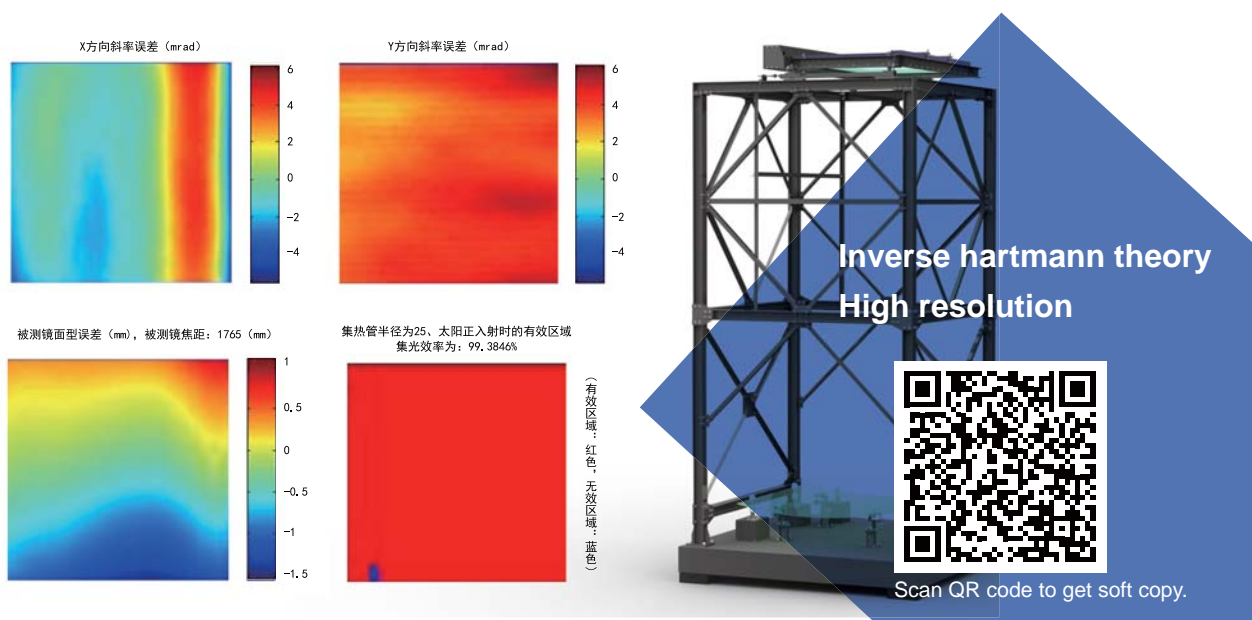 X方向斜率误差（mrad）
6
4
2
0
-2
-4
Y方向斜率误差（mrad）
6
4
2
0
-2
-4
被测镜面型误差（mm），被测镜焦距：1765（mm）
1
0.5
0
-0.5
-1
-1.5
集热管半径为25、太阳正入射时的有效区域
集光效率为：99.3846%
（有效区域：红色，无效区域：蓝色）
Inverse hartmann theory
High resolution
Scan QR code to get soft copy.